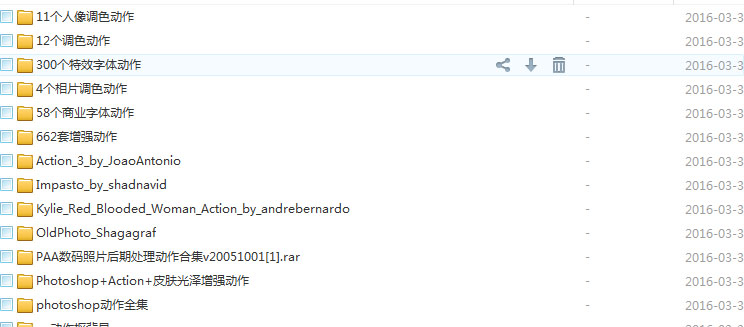 11个人像调色动作 - 2016-03-3
12个调色动作 - 2016-03-3
300个特效字体动作 - 2016-03-3
4个相片调色动作 - 2016-03-3
58个商业字体动作 - 2016-03-3
662套增强动作 - 2016-03-3
Action_3_by_JoaoAntonio - 2016-03-3
Impasto_by_shadnavid - 2016-03-3
Kylie_Red_Blooded_Woman_Action_by_andrebernardo - 2016-03-3
OldPhoto_Shagagraf - 2016-03-3
PAA数码照片后期处理动作合集v20051001[1].rar - 2016-03-3
Photoshop+Action+皮肤光泽增强动作 - 2016-03-3
photoshop动作全集 - 2016-03-3